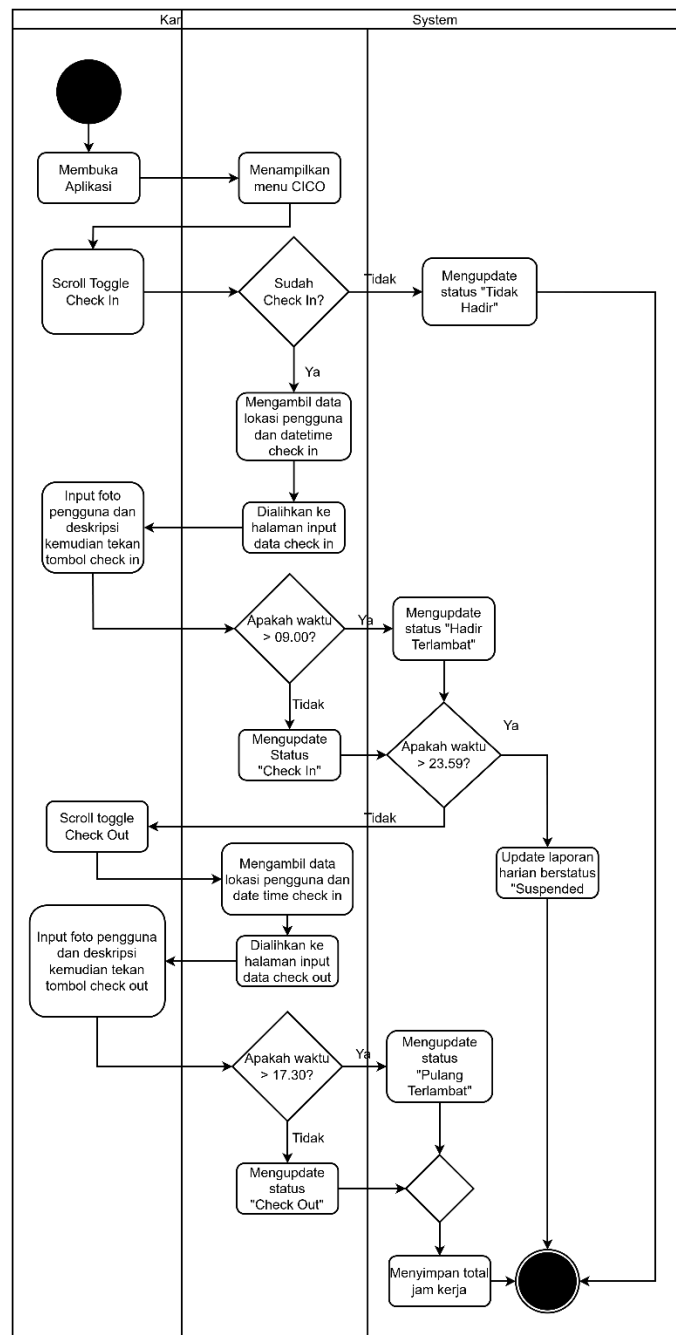 Kar
System
Membuka
Aplikasi
Menampilkan
menu CICO
Scroll Toggle
Check In
Sudah
Check In?
Tidak
Mengupdate
status "Tidak
Hadir"
Ya
Mengambil data
lokasi pengguna
dan datetime
check in
Input foto
pengguna dan
deskripsi
kemudian tekan
tombol check in
Dialihkan ke
halaman input
data check in
Apakah waktu
> 09.00?
Ya
Mengupdate
status "Hadir
Terlambat"
Tidak
Mengupdate
Status
"Check In"
Apakah waktu
> 23.59?
Ya
Tidak
Scroll toggle
Check Out
Mengambil data
lokasi pengguna dan
date time check in
Update laporan
harian berstatus
"Suspended
Input foto pengguna
dan deskripsi
kemudian tekan
tombol check out
Dialihkan ke
halaman input
data check out
Apakah waktu
> 17.30?
Ya
Mengupdate
status
"Pulang
Terlambat"
Tidak
Mengupdate
status
"Check Out"
Menyimpan total
jam kerja